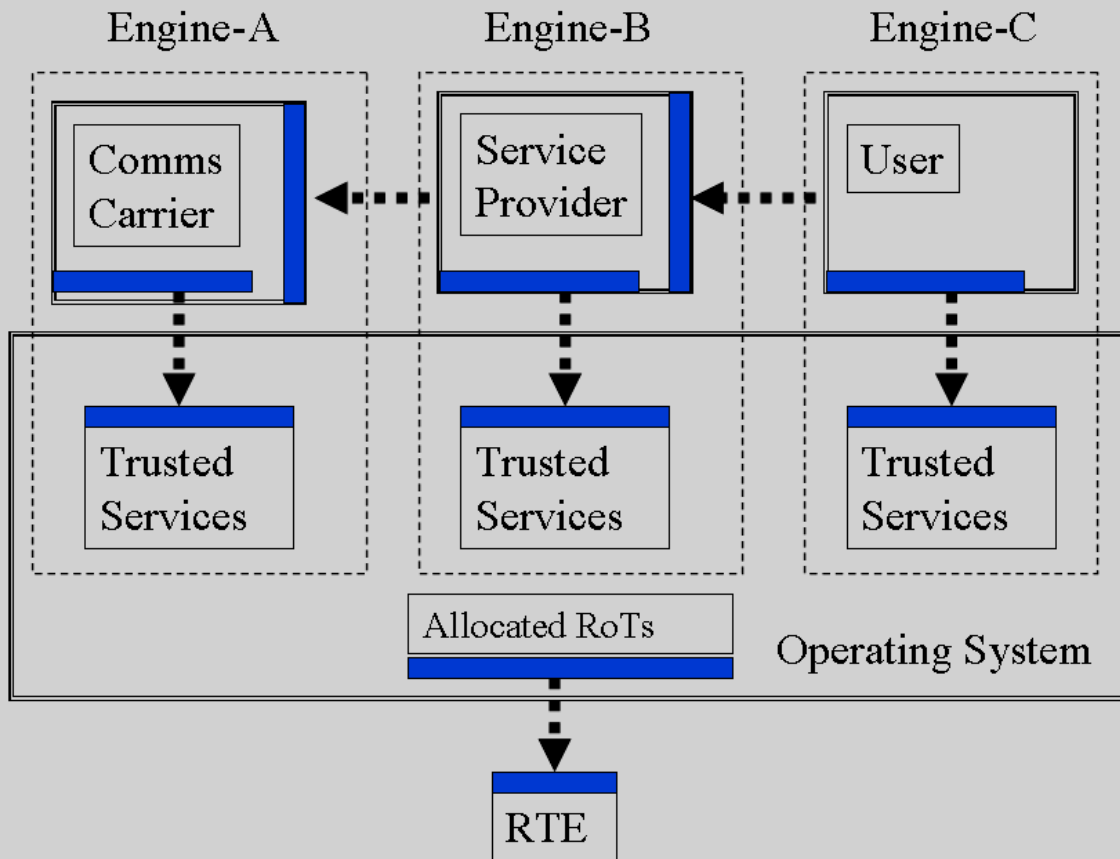 Engine-A
Engine-B
Engine-C
Comms
Carrier
Service
Provider
User
Trusted
Services
Trusted
Services
Trusted
Services
Allocated RoTs
Operating System
RTE